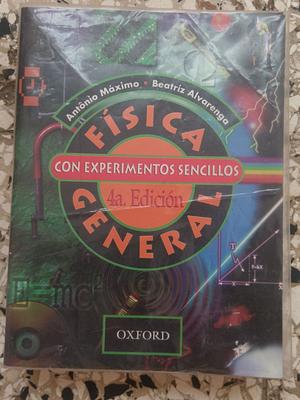 Antônio Máximo • Beatriz Alvarenga
FÍSICA
CON EXPERIMENTOS SENCILLOS
4a. Edición
GENERAL
E=mc²
OXFORD